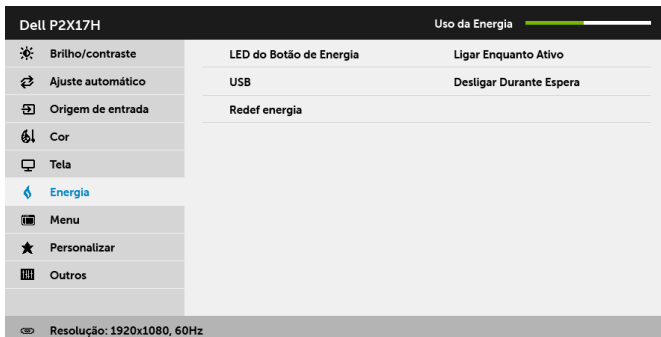 Dell P2X17H Uso da Energia
Brilho/contraste LED do Botão de Energia Ligar Enquanto Ativo
Ajuste automático USB Desligar Durante Espera
Origem de entrada Redef energia
Cor
Tela
Energia
Menu
Personalizar
Outros
Resolução: 1920x1080, 60Hz